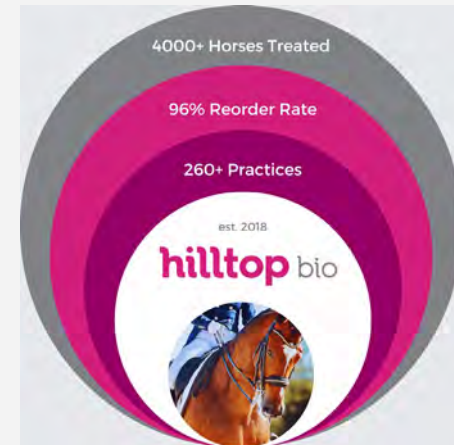 4000+ Horses Treated
96% Reorder Rate
260+ Practices
est. 2018
hilltop bio